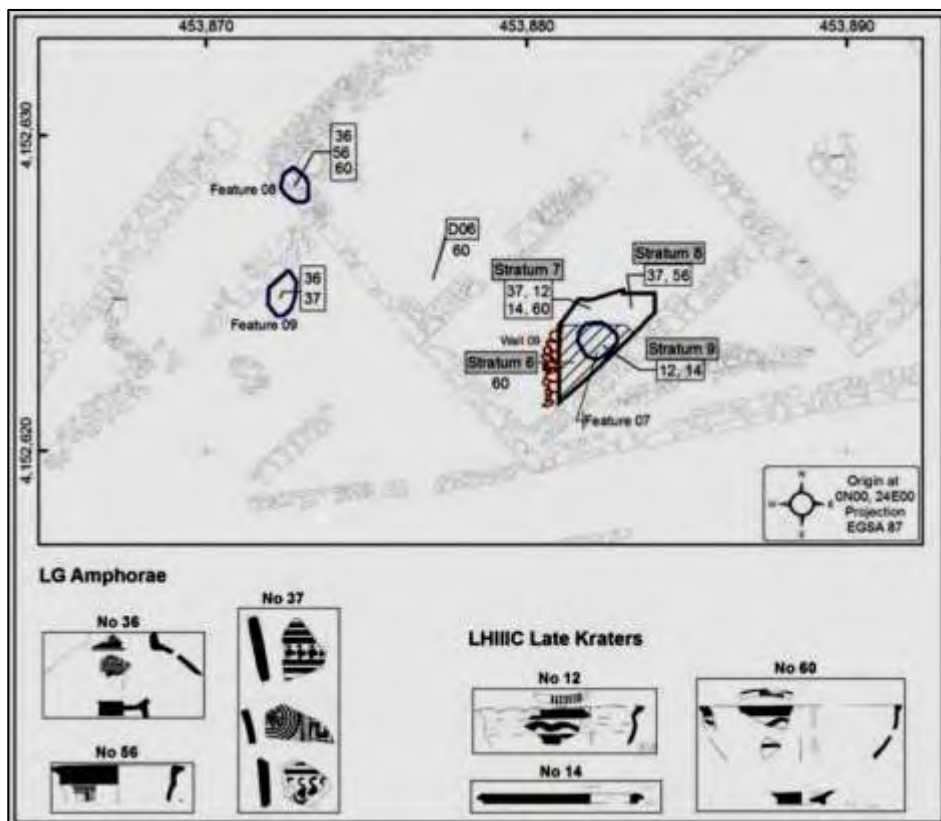 453,870
453,880
453,890
4,152,630
4,152,620
36
56
60
Feature 08
36
37
Feature 09
D06
60
Stratum 7
37, 12
14, 60
Stratum 8
37, 56
Wall 09
Stratum 6
60
Stratum 9
12, 14
Feature 07
N
E
S
Origin at
0N00, 24E00
Projection
EGSA 87
LG Amphorae
No 36
No 37
No 56
LHIIIC Late Kraters
No 12
No 60
No 14